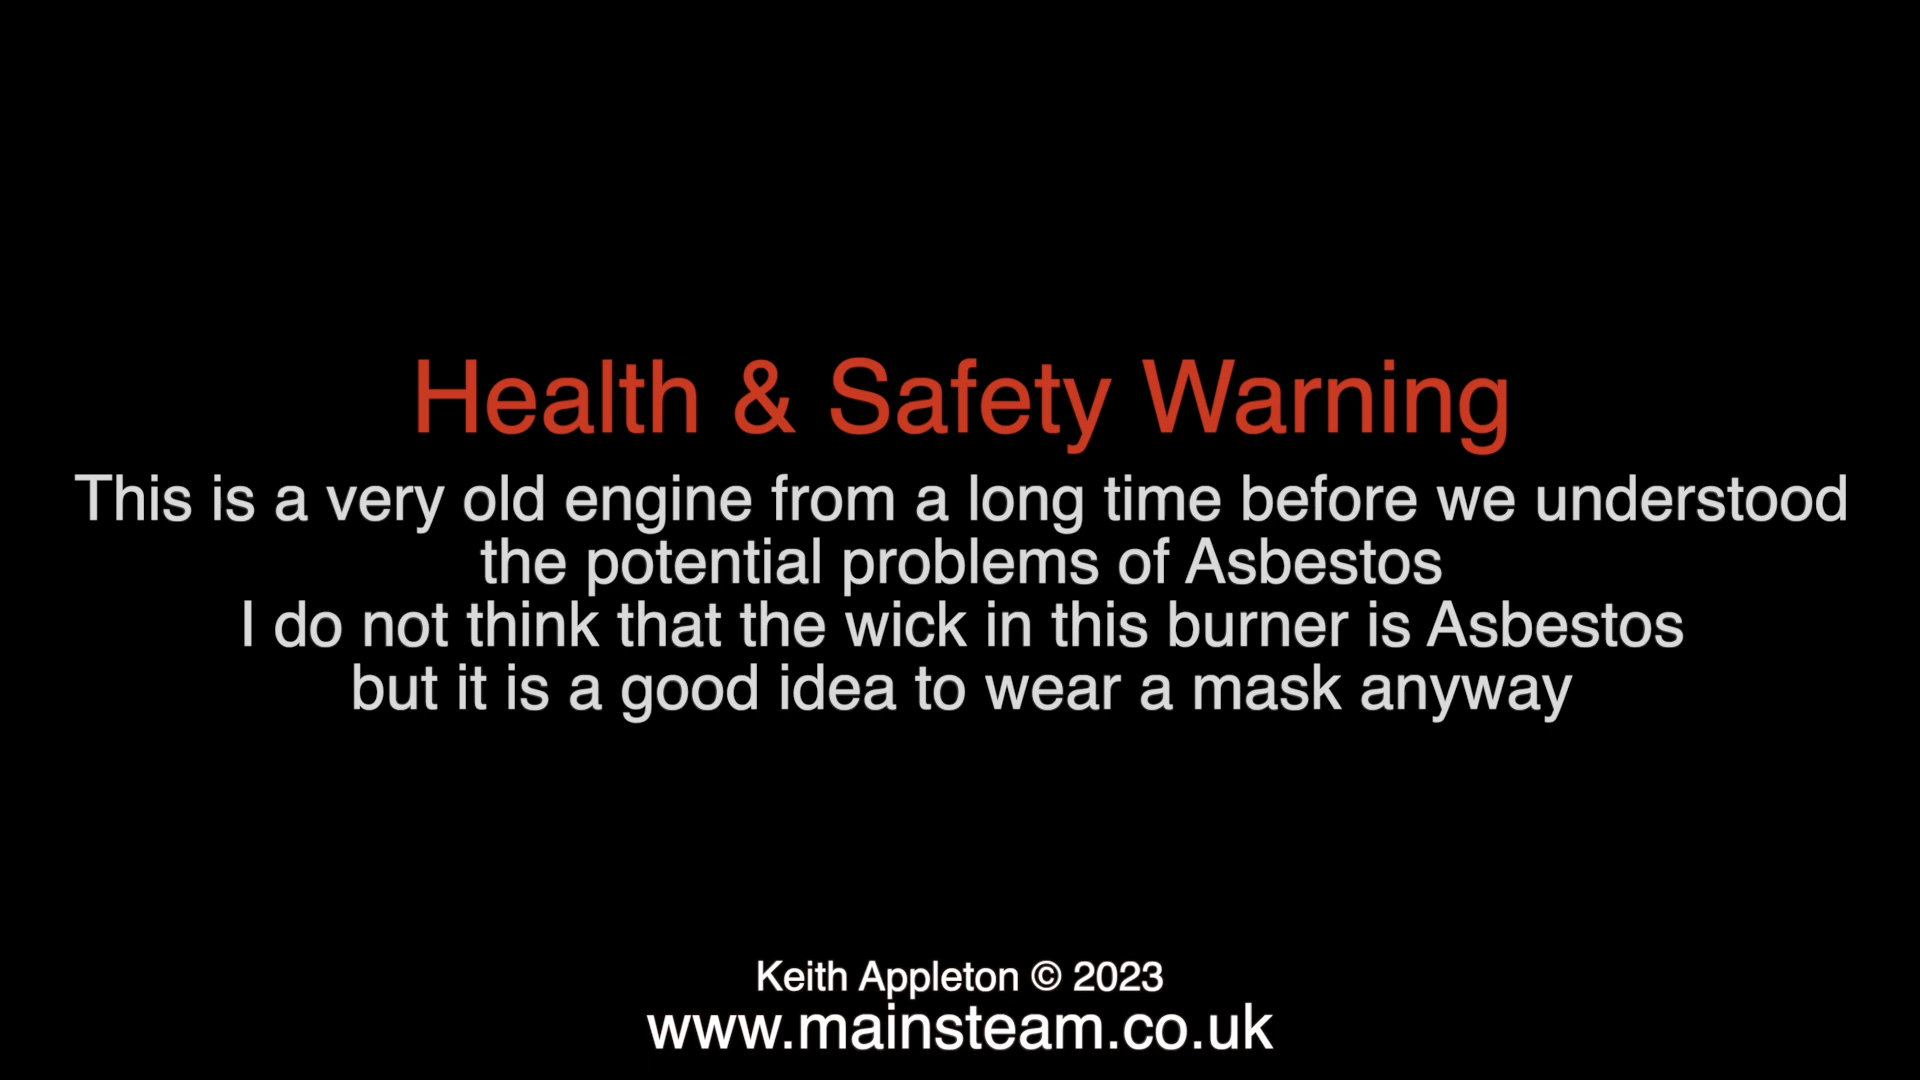 Health & Safety Warning
This is a very old engine from a long time before we understood
the potential problems of Asbestos
I do not think that the wick in this burner is Asbestos
but it is a good idea to wear a mask anyway
Keith Appleton © 2023
www.mainsteam.co.uk